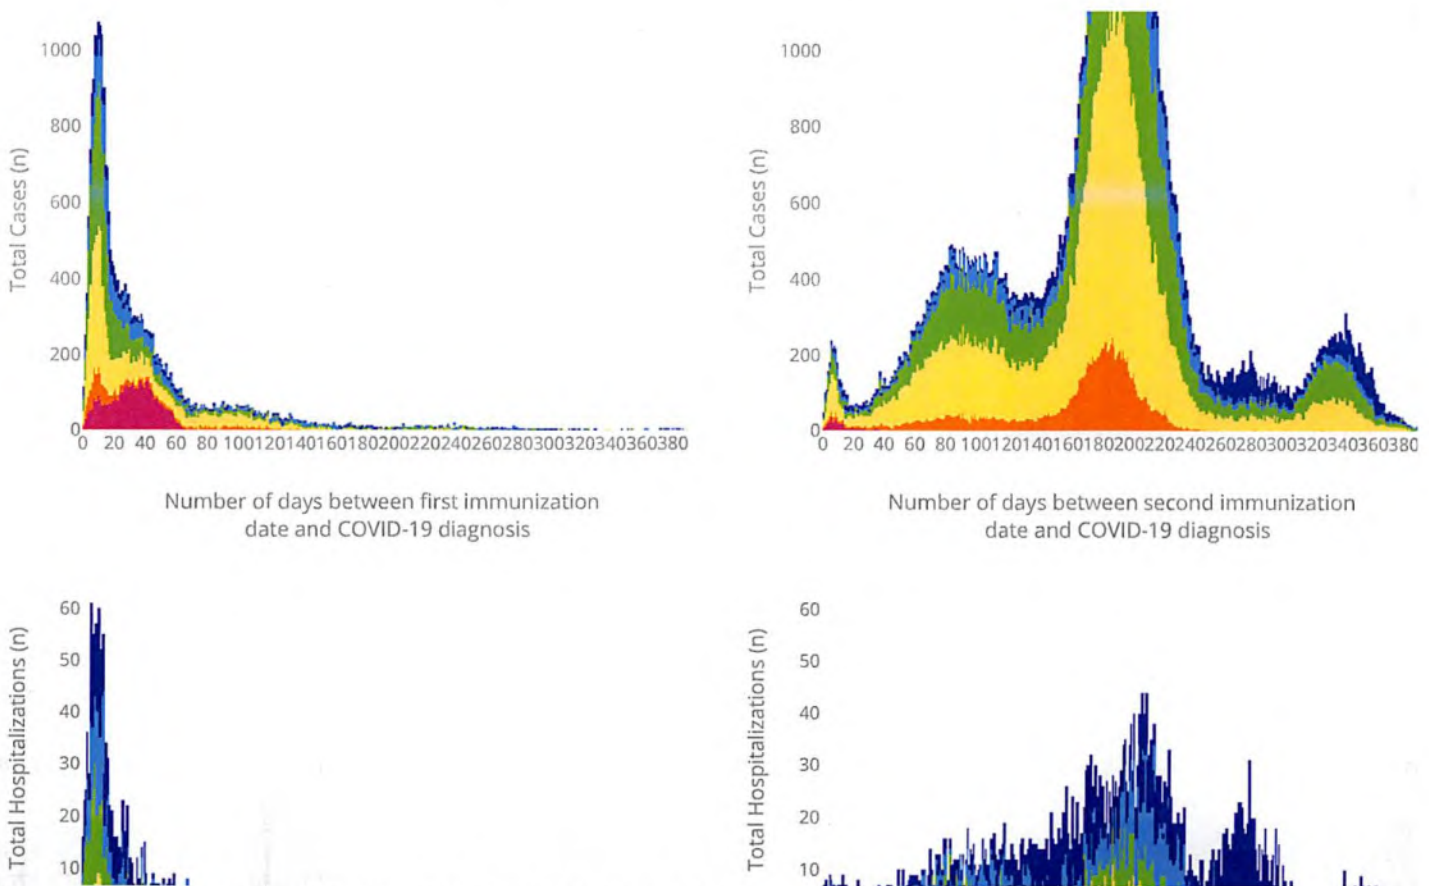 1000
800
600
400
200
0
Total Cases (n)
0 20 40 60 80 100120140160180200220240260280300320340360380
Number of days between first immunization
date and COVID-19 diagnosis
1000
800
600
400
200
0
Total Cases (n)
0 20 40 60 80 100120140160180200220240260280300320340360380
Number of days between second immunization
date and COVID-19 diagnosis
60
50
40
30
20
10
Total Hospitalizations (n)
60
50
40
30
20
10
Total Hospitalizations (n)